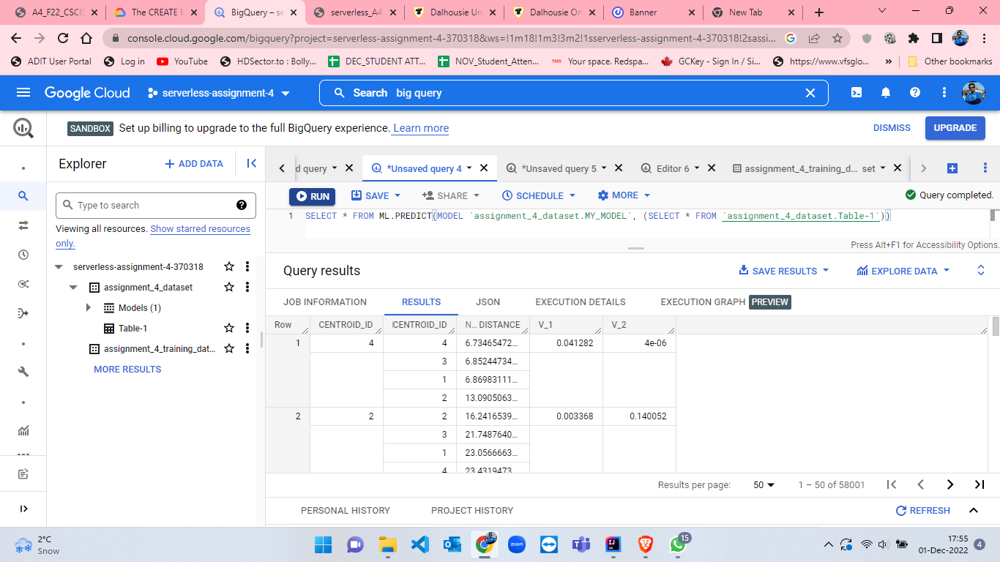 A4_F22_CSCI5
The CREATE M
BigQuery – se
serverless_A4
Dalhousie Un
Dalhousie On
Banner
New Tab
console.cloud.google.com/bigquery?project=serverless-assignment-4-370318&ws=!1m18!1m3!3m2!1sserverless-assignment-4-370318!2sassi...
ADIT User Portal
Log in
YouTube
HDSector.to : Bolly...
DEC_STUDENT ATT...
NOV_Student_Atten...
Your space. Redspa...
GCKey - Sign In / Si...
https://www.vfsglo...
»
Other bookmarks
Google Cloud
serverless-assignment-4
Search big query
SANDBOX Set up billing to upgrade to the full BigQuery experience. Learn more
DISMISS
UPGRADE
Explorer
+ ADD DATA
d query
*Unsaved query 4
*Unsaved query 5
Editor 6
assignment_4_training_d... set
Type to search
Viewing all resources. Show starred resources
only.
serverless-assignment-4-370318
assignment_4_dataset
Models (1)
Table-1
assignment_4_training_dat...
MORE RESULTS
RUN
SAVE
SHARE
SCHEDULE
MORE
Query completed.
1 SELECT * FROM ML.PREDICT(MODEL `assignment_4_dataset.MY_MODEL`, (SELECT * FROM `assignment_4_dataset.Table-1`))
Press Alt+F1 for Accessibility Options.
Query results
SAVE RESULTS
EXPLORE DATA
JOB INFORMATION
RESULTS
JSON
EXECUTION DETAILS
EXECUTION GRAPH PREVIEW
Row CENTROID_ID CENTROID_ID N... DISTANCE V_1 V_2
1 4 4 6.73465472... 0.041282 4e-06
3 6.85244734...
1 6.86983111...
2 13.0905063...
2 2 2 16.2416539... 0.003368 0.140052
3 21.7487640...
1 23.0566663...
4 23.4319473
Results per page: 50 1 – 50 of 58001
PERSONAL HISTORY
PROJECT HISTORY
REFRESH
2°C
Snow
zoom
15
17:55
01-Dec-2022
4